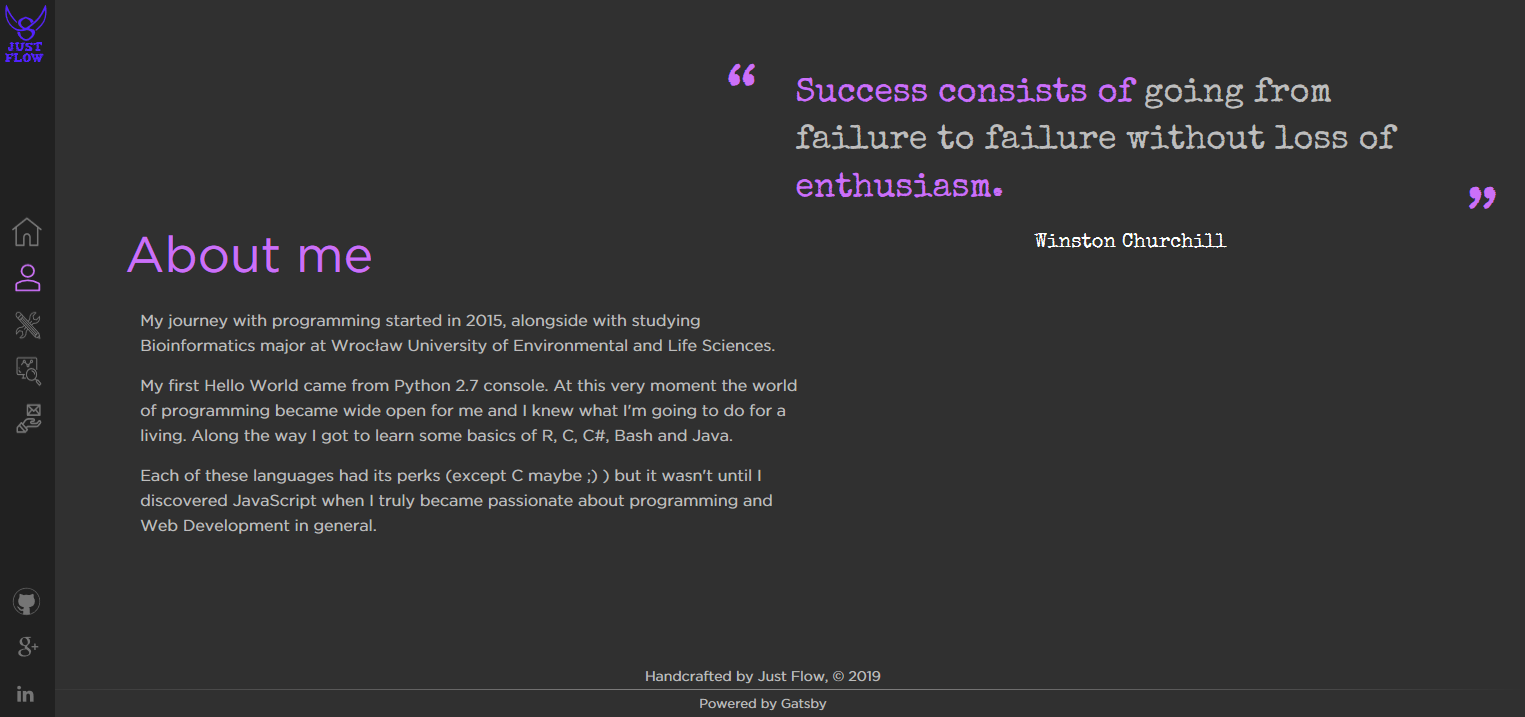 JUST
FLOW
“ Success consists of going from
failure to failure without loss of
enthusiasm. ”
Winston Churchill
About me
My journey with programming started in 2015, alongside with studying
Bioinformatics major at Wrocław University of Environmental and Life Sciences.
My first Hello World came from Python 2.7 console. At this very moment the world
of programming became wide open for me and I knew what I'm going to do for a
living. Along the way I got to learn some basics of R, C, C#, Bash and Java.
Each of these languages had its perks (except C maybe ;) ) but it wasn't until I
discovered JavaScript when I truly became passionate about programming and
Web Development in general.
g+
in
Handcrafted by Just Flow, © 2019
Powered by Gatsby